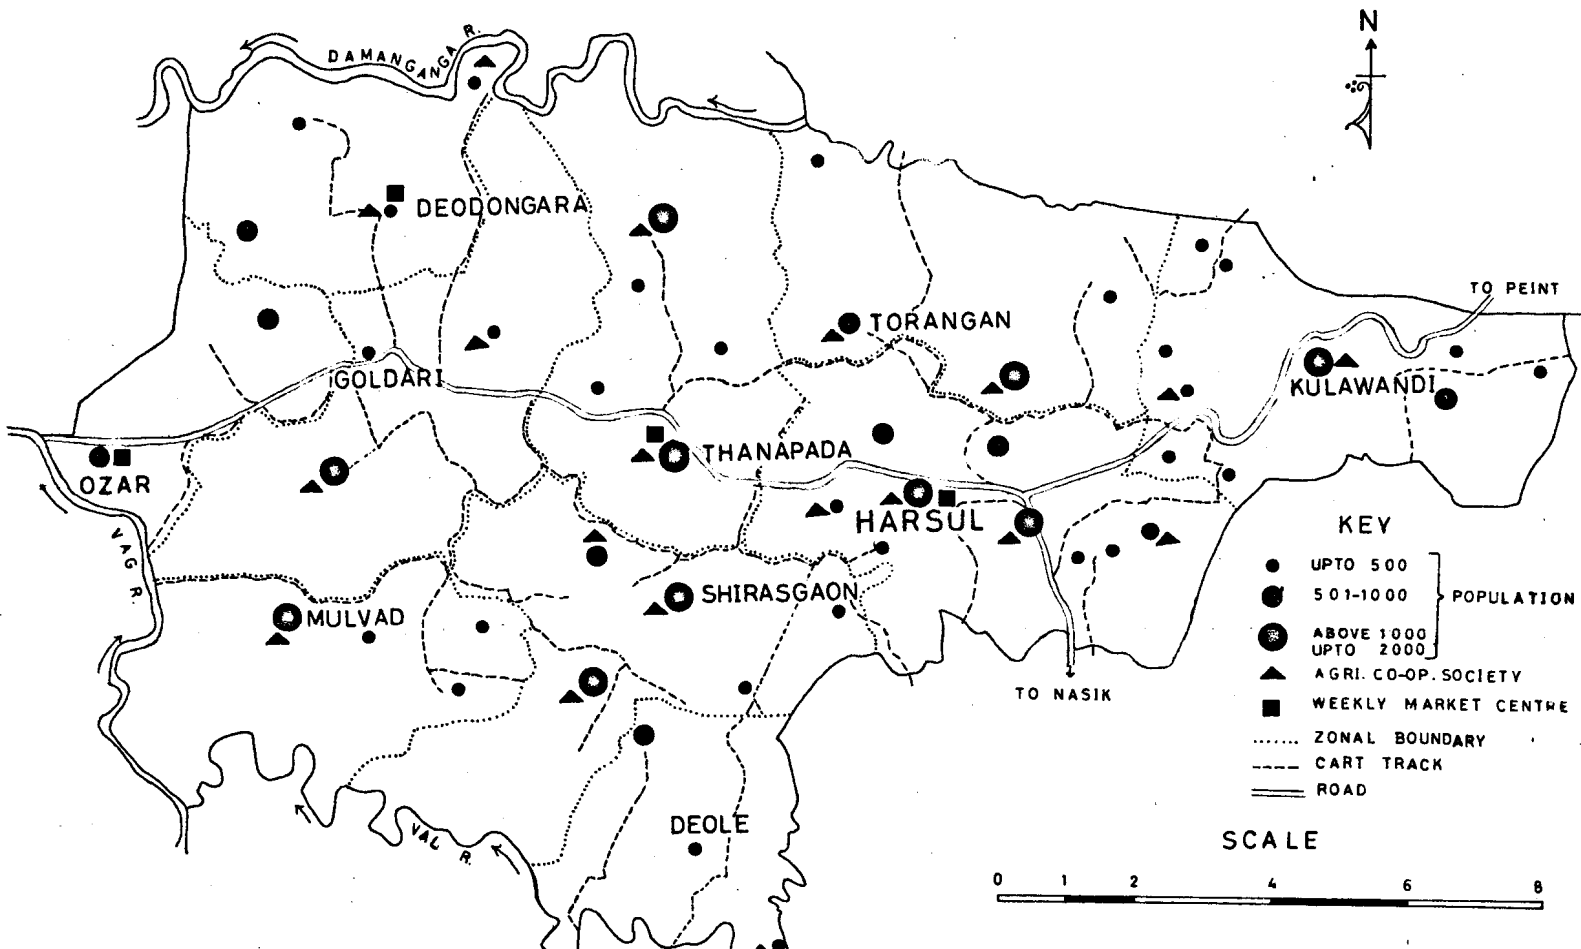 N
DAMANGANGA R.
DEODONGARA
TO PEINT
TORANGAN
GOLDARI
KULAWANDI
THANAPADA
OZAR
HARSUL
VAG R.
SHIRASGAON
MULVAD
TO NASIK
DEOLE
VAL R.
KEY
UPTO 500
501-1000
POPULATION
ABOVE 1000
UPTO 2000
AGRI. CO-OP. SOCIETY
WEEKLY MARKET CENTRE
ZONAL BOUNDARY
CART TRACK
ROAD
SCALE
0 1 2 4 6 8